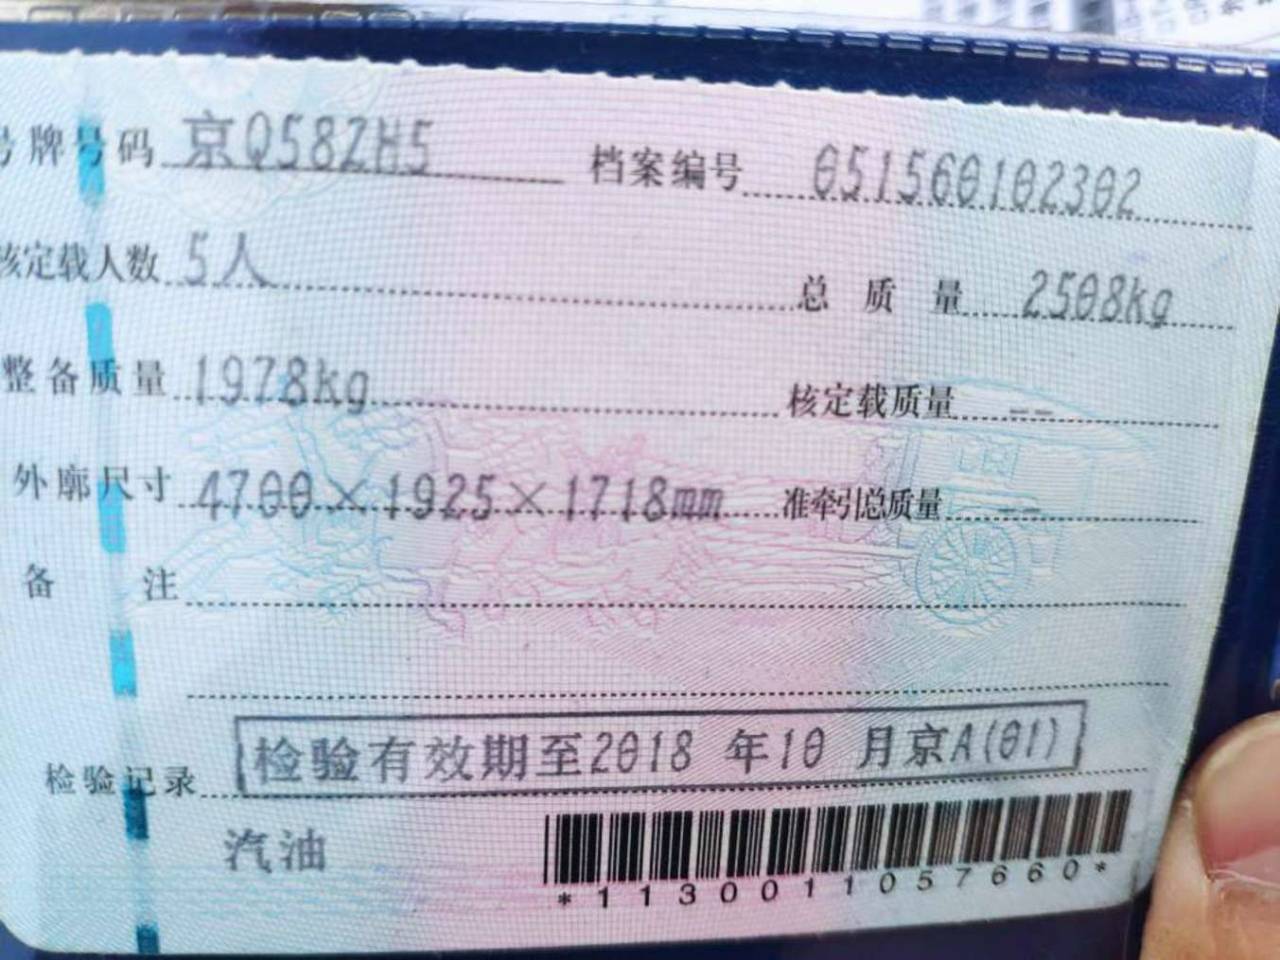 号牌号码 京Q58ZH5 档案编号 051560102302
核定载人数 5人 总质量 2508kg
整备质量 1978kg 核定载质量 --
外廓尺寸 4700×1925×1718mm 准牵引总质量 --
备注
检验记录 检验有效期至2018年10月京A(01)
汽油
*1130011057660*